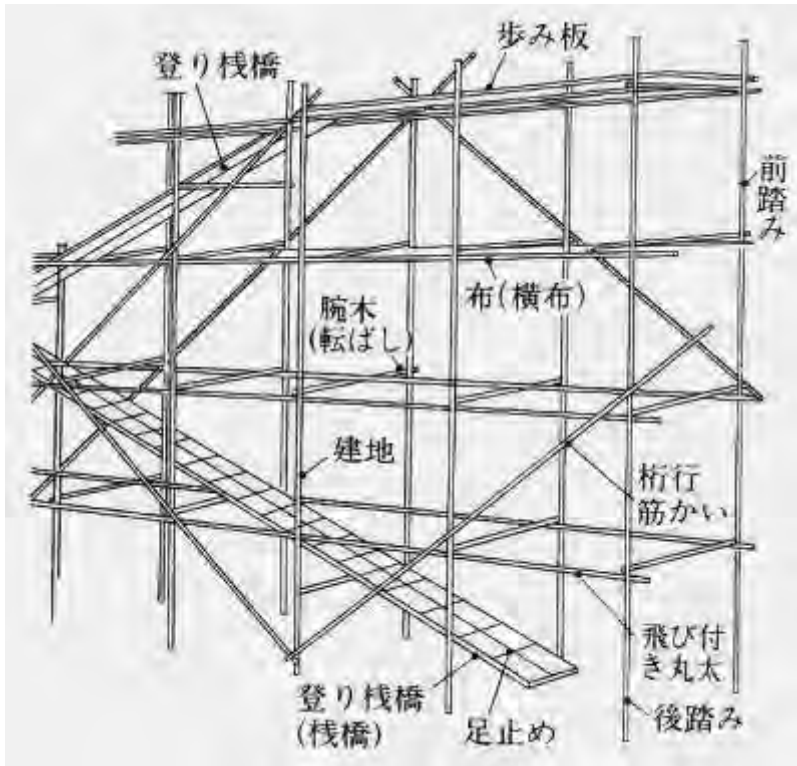 歩み板
登り桟橋
前踏み
布(横布)
腕木
(転ばし)
建地
桁行
筋かい
飛び付
き丸太
登り桟橋
(桟橋)
足止め
後踏み